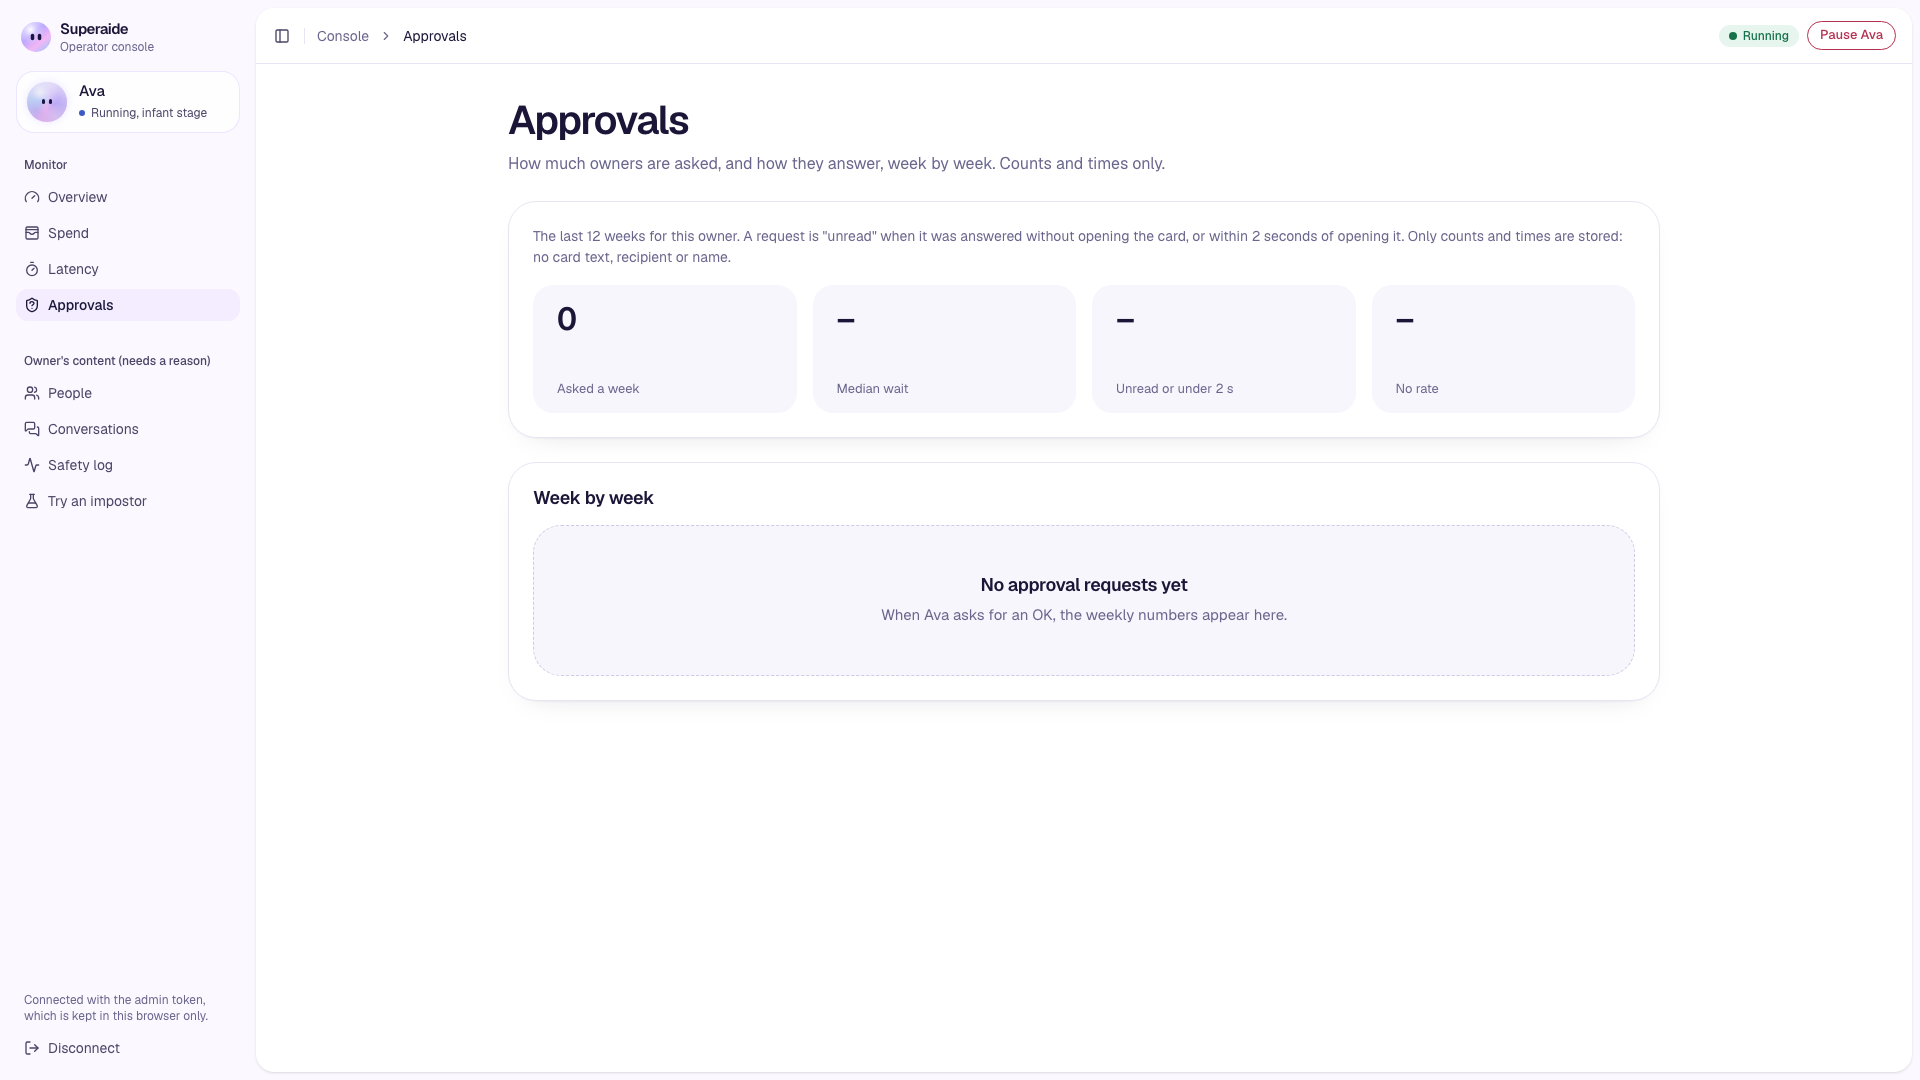 Superaide
Operator console
Ava
Running, infant stage
Monitor
Overview
Spend
Latency
Approvals
Owner's content (needs a reason)
People
Conversations
Safety log
Try an impostor
Connected with the admin token,
which is kept in this browser only.
Disconnect
Console > Approvals
Running
Pause Ava
Approvals
How much owners are asked, and how they answer, week by week. Counts and times only.
The last 12 weeks for this owner. A request is "unread" when it was answered without opening the card, or within 2 seconds of opening it. Only counts and times are stored:
no card text, recipient or name.
0
Asked a week
–
Median wait
–
Unread or under 2 s
–
No rate
Week by week
No approval requests yet
When Ava asks for an OK, the weekly numbers appear here.